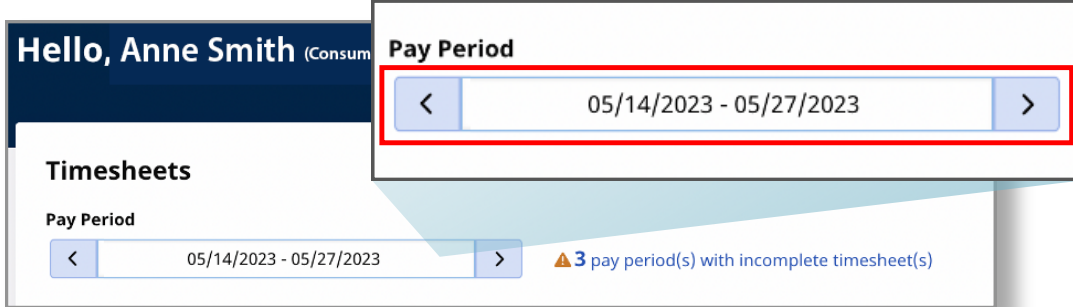 Hello, Anne Smith (Consum
Pay Period
05/14/2023 - 05/27/2023
Timesheets
Pay Period
05/14/2023 - 05/27/2023
3 pay period(s) with incomplete timesheet(s)